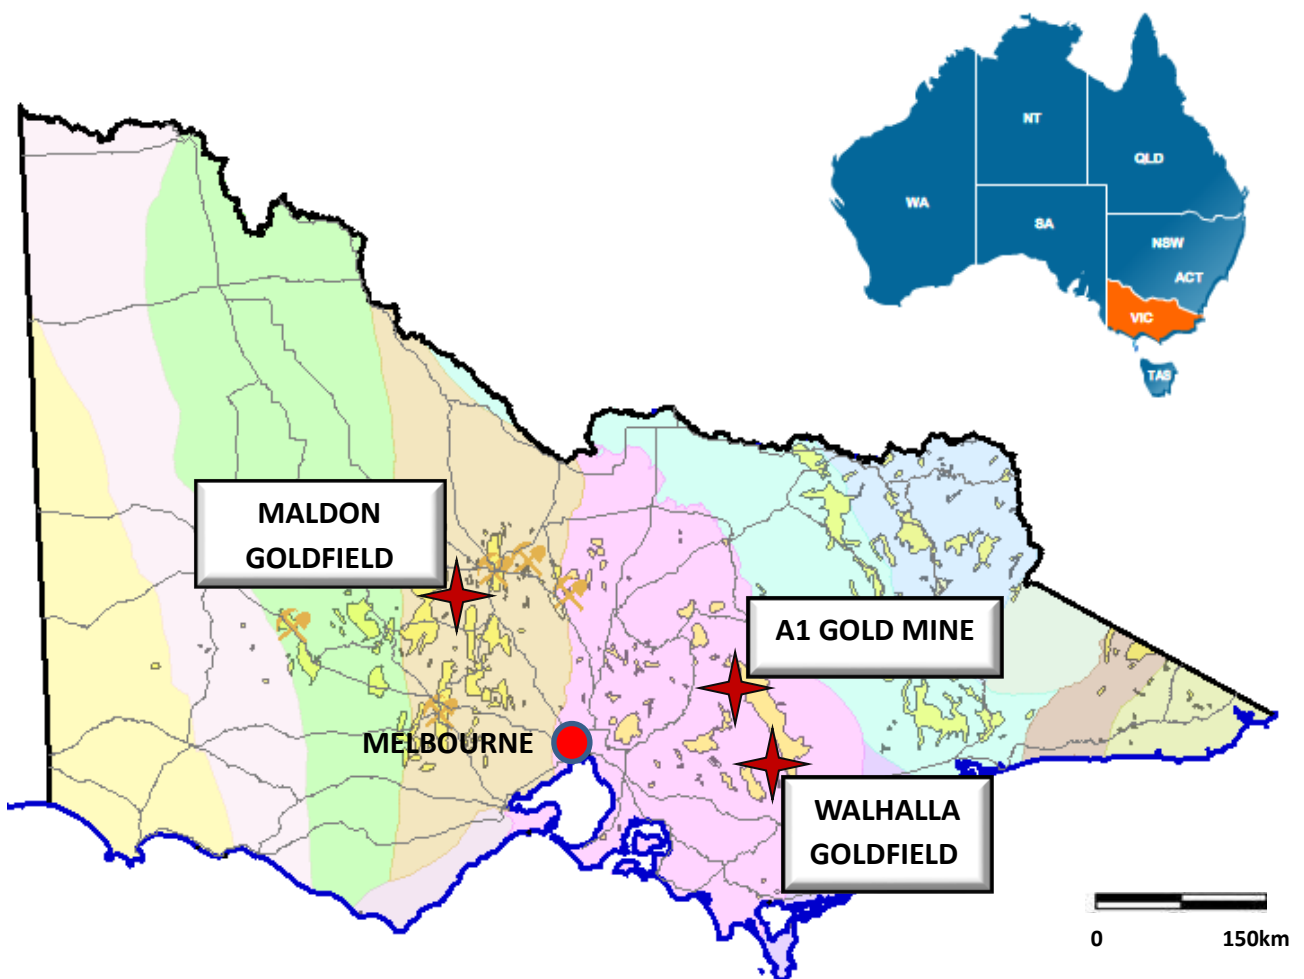 NT
QLD
WA
SA
NSW
ACT
VIC
TAS
MALDON
GOLDFIELD
A1 GOLD MINE
MELBOURNE
WALHALLA
GOLDFIELD
0 150km